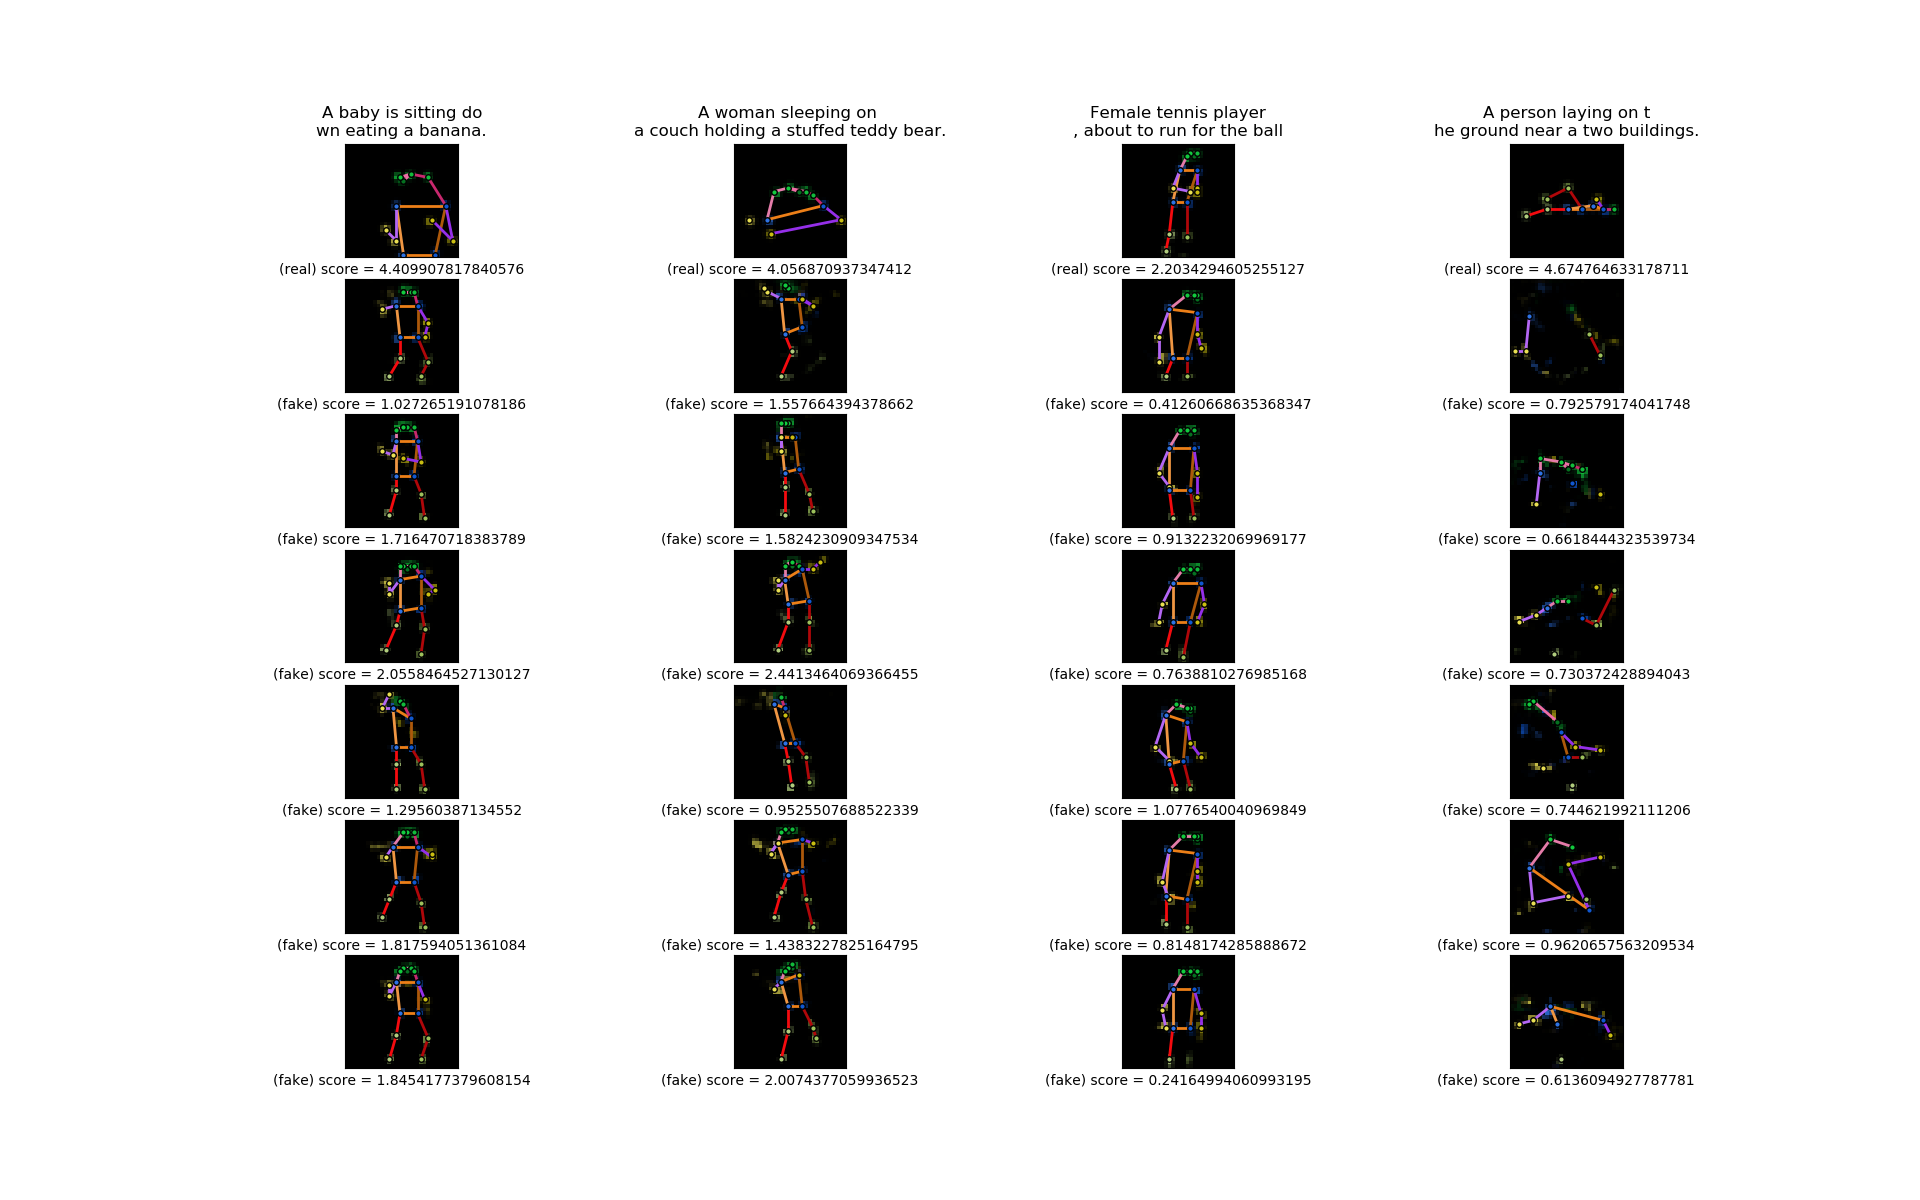 A baby is sitting do
wn eating a banana.
A woman sleeping on
a couch holding a stuffed teddy bear.
Female tennis player
, about to run for the ball
A person laying on t
he ground near a two buildings.
(real) score = 4.409907817840576
(real) score = 4.056870937347412
(real) score = 2.2034294605255127
(real) score = 4.674764633178711
(fake) score = 1.027265191078186
(fake) score = 1.557664394378662
(fake) score = 0.41260668635368347
(fake) score = 0.792579174041748
(fake) score = 1.716470718383789
(fake) score = 1.5824230909347534
(fake) score = 0.9132232069969177
(fake) score = 0.6618444323539734
(fake) score = 2.0558464527130127
(fake) score = 2.4413464069366455
(fake) score = 0.7638810276985168
(fake) score = 0.730372428894043
(fake) score = 1.29560387134552
(fake) score = 0.9525507688522339
(fake) score = 1.0776540040969849
(fake) score = 0.744621992111206
(fake) score = 1.817594051361084
(fake) score = 1.4383227825164795
(fake) score = 0.8148174285888672
(fake) score = 0.9620657563209534
(fake) score = 1.8454177379608154
(fake) score = 2.0074377059936523
(fake) score = 0.24164994060993195
(fake) score = 0.6136094927787781